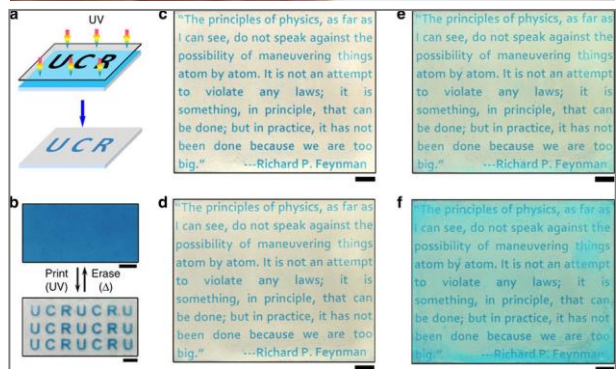 a
UV
UCR
UCR
b
Print
(UV)
Erase
(Δ)
UCRUCRU
UCRUCRU
UCRUCRU
c
“The principles of physics, as far as
I can see, do not speak against the
possibility of maneuvering things
atom by atom. It is not an attempt
to violate any laws; it is
something, in principle, that can
be done; but in practice, it has not
been done because we are too
big.” ---Richard P. Feynman
d
“The principles of physics, as far as
I can see, do not speak against the
possibility of maneuvering things
atom by atom. It is not an attempt
to violate any laws; it is
something, in principle, that can
be done; but in practice, it has not
been done because we are too
big.” ---Richard P. Feynman
e
“The principles of physics, as far as
I can see, do not speak against the
possibility of maneuvering things
atom by atom. It is not an attempt
to violate any laws; it is
something, in principle, that can
be done; but in practice, it has not
been done because we are too
big.” ---Richard P. Feynman
f
“The principles of physics, as far as
I can see, do not speak against the
possibility of maneuvering things
atom by atom. It is not an attempt
to violate any laws; it is
something, in principle, that can
be done; but in practice, it has not
been done because we are too
big.” ---Richard P. Feynman